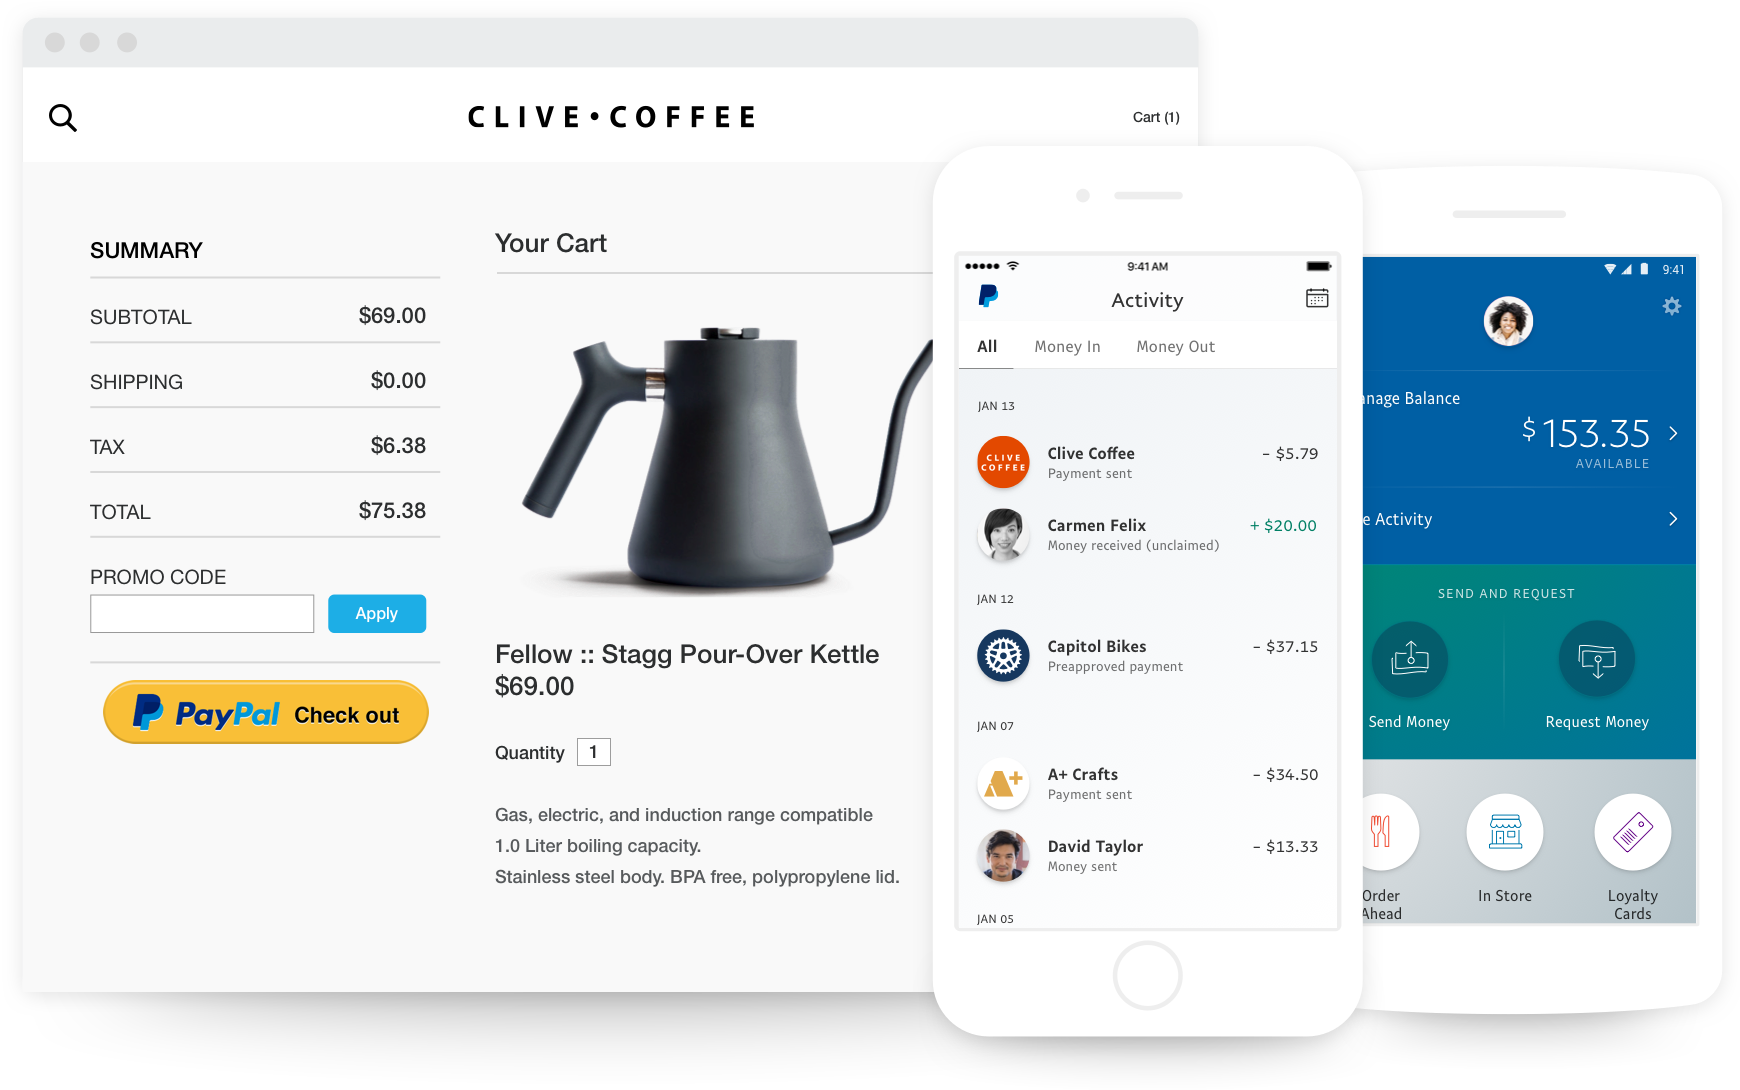 CLIVE•COFFEE
Cart (1)
SUMMARY
SUBTOTAL $69.00
SHIPPING $0.00
TAX $6.38
TOTAL $75.38
PROMO CODE
Apply
PayPal Check out
Your Cart
Fellow :: Stagg Pour-Over Kettle
$69.00
Quantity 1
Gas, electric, and induction range compatible
1.0 Liter boiling capacity.
Stainless steel body. BPA free, polypropylene lid.
9:41 AM
Activity
All Money In Money Out
JAN 13
CLIVE
COFFEE
Clive Coffee – $5.79
Payment sent
Carmen Felix + $20.00
Money received (unclaimed)
JAN 12
Capitol Bikes – $37.15
Preapproved payment
JAN 07
A+
A+ Crafts – $34.50
Payment sent
David Taylor – $13.33
Money sent
JAN 05
9:41
anage Balance
$153.35
AVAILABLE
e Activity
SEND AND REQUEST
Send Money Request Money
Order In Store Loyalty
Ahead Cards